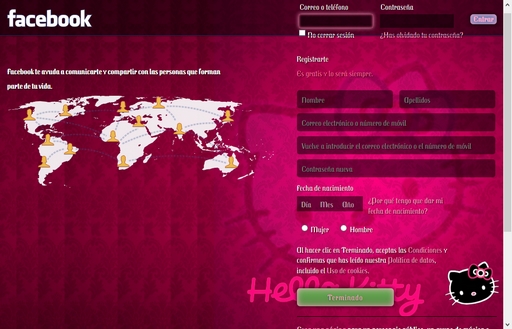 facebook
Correo o teléfono
Contraseña
Entrar
No cerrar sesión
¿Has olvidado tu contraseña?
Facebook te ayuda a comunicarte y compartir con las personas que forman
parte de tu vida.
Registrarte
Es gratis y lo será siempre.
Nombre
Apellidos
Correo electrónico o número de móvil
Vuelve a introducir el correo electrónico o el número de móvil
Contraseña nueva
Fecha de nacimiento
Día Mes Año
¿Por qué tengo que dar mi
fecha de nacimiento?
Mujer
Hombre
Al hacer clic en Terminado, aceptas las Condiciones y
confirmas que has leído nuestra Política de datos,
incluido el Uso de cookies.
Hello Kitty
Terminado